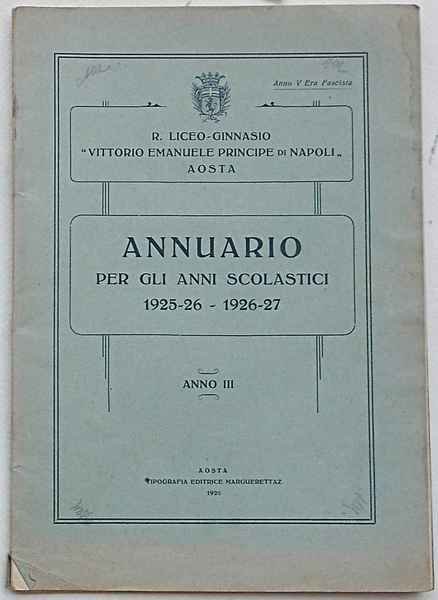 Anno V Era Fascista
R. LICEO-GINNASIO
"VITTORIO EMANUELE PRINCIPE DI NAPOLI„
AOSTA
ANNUARIO
PER GLI ANNI SCOLASTICI
1925-26 - 1926-27
ANNO III
AOSTA
TIPOGRAFIA EDITRICE MARGUERETTAZ
1926